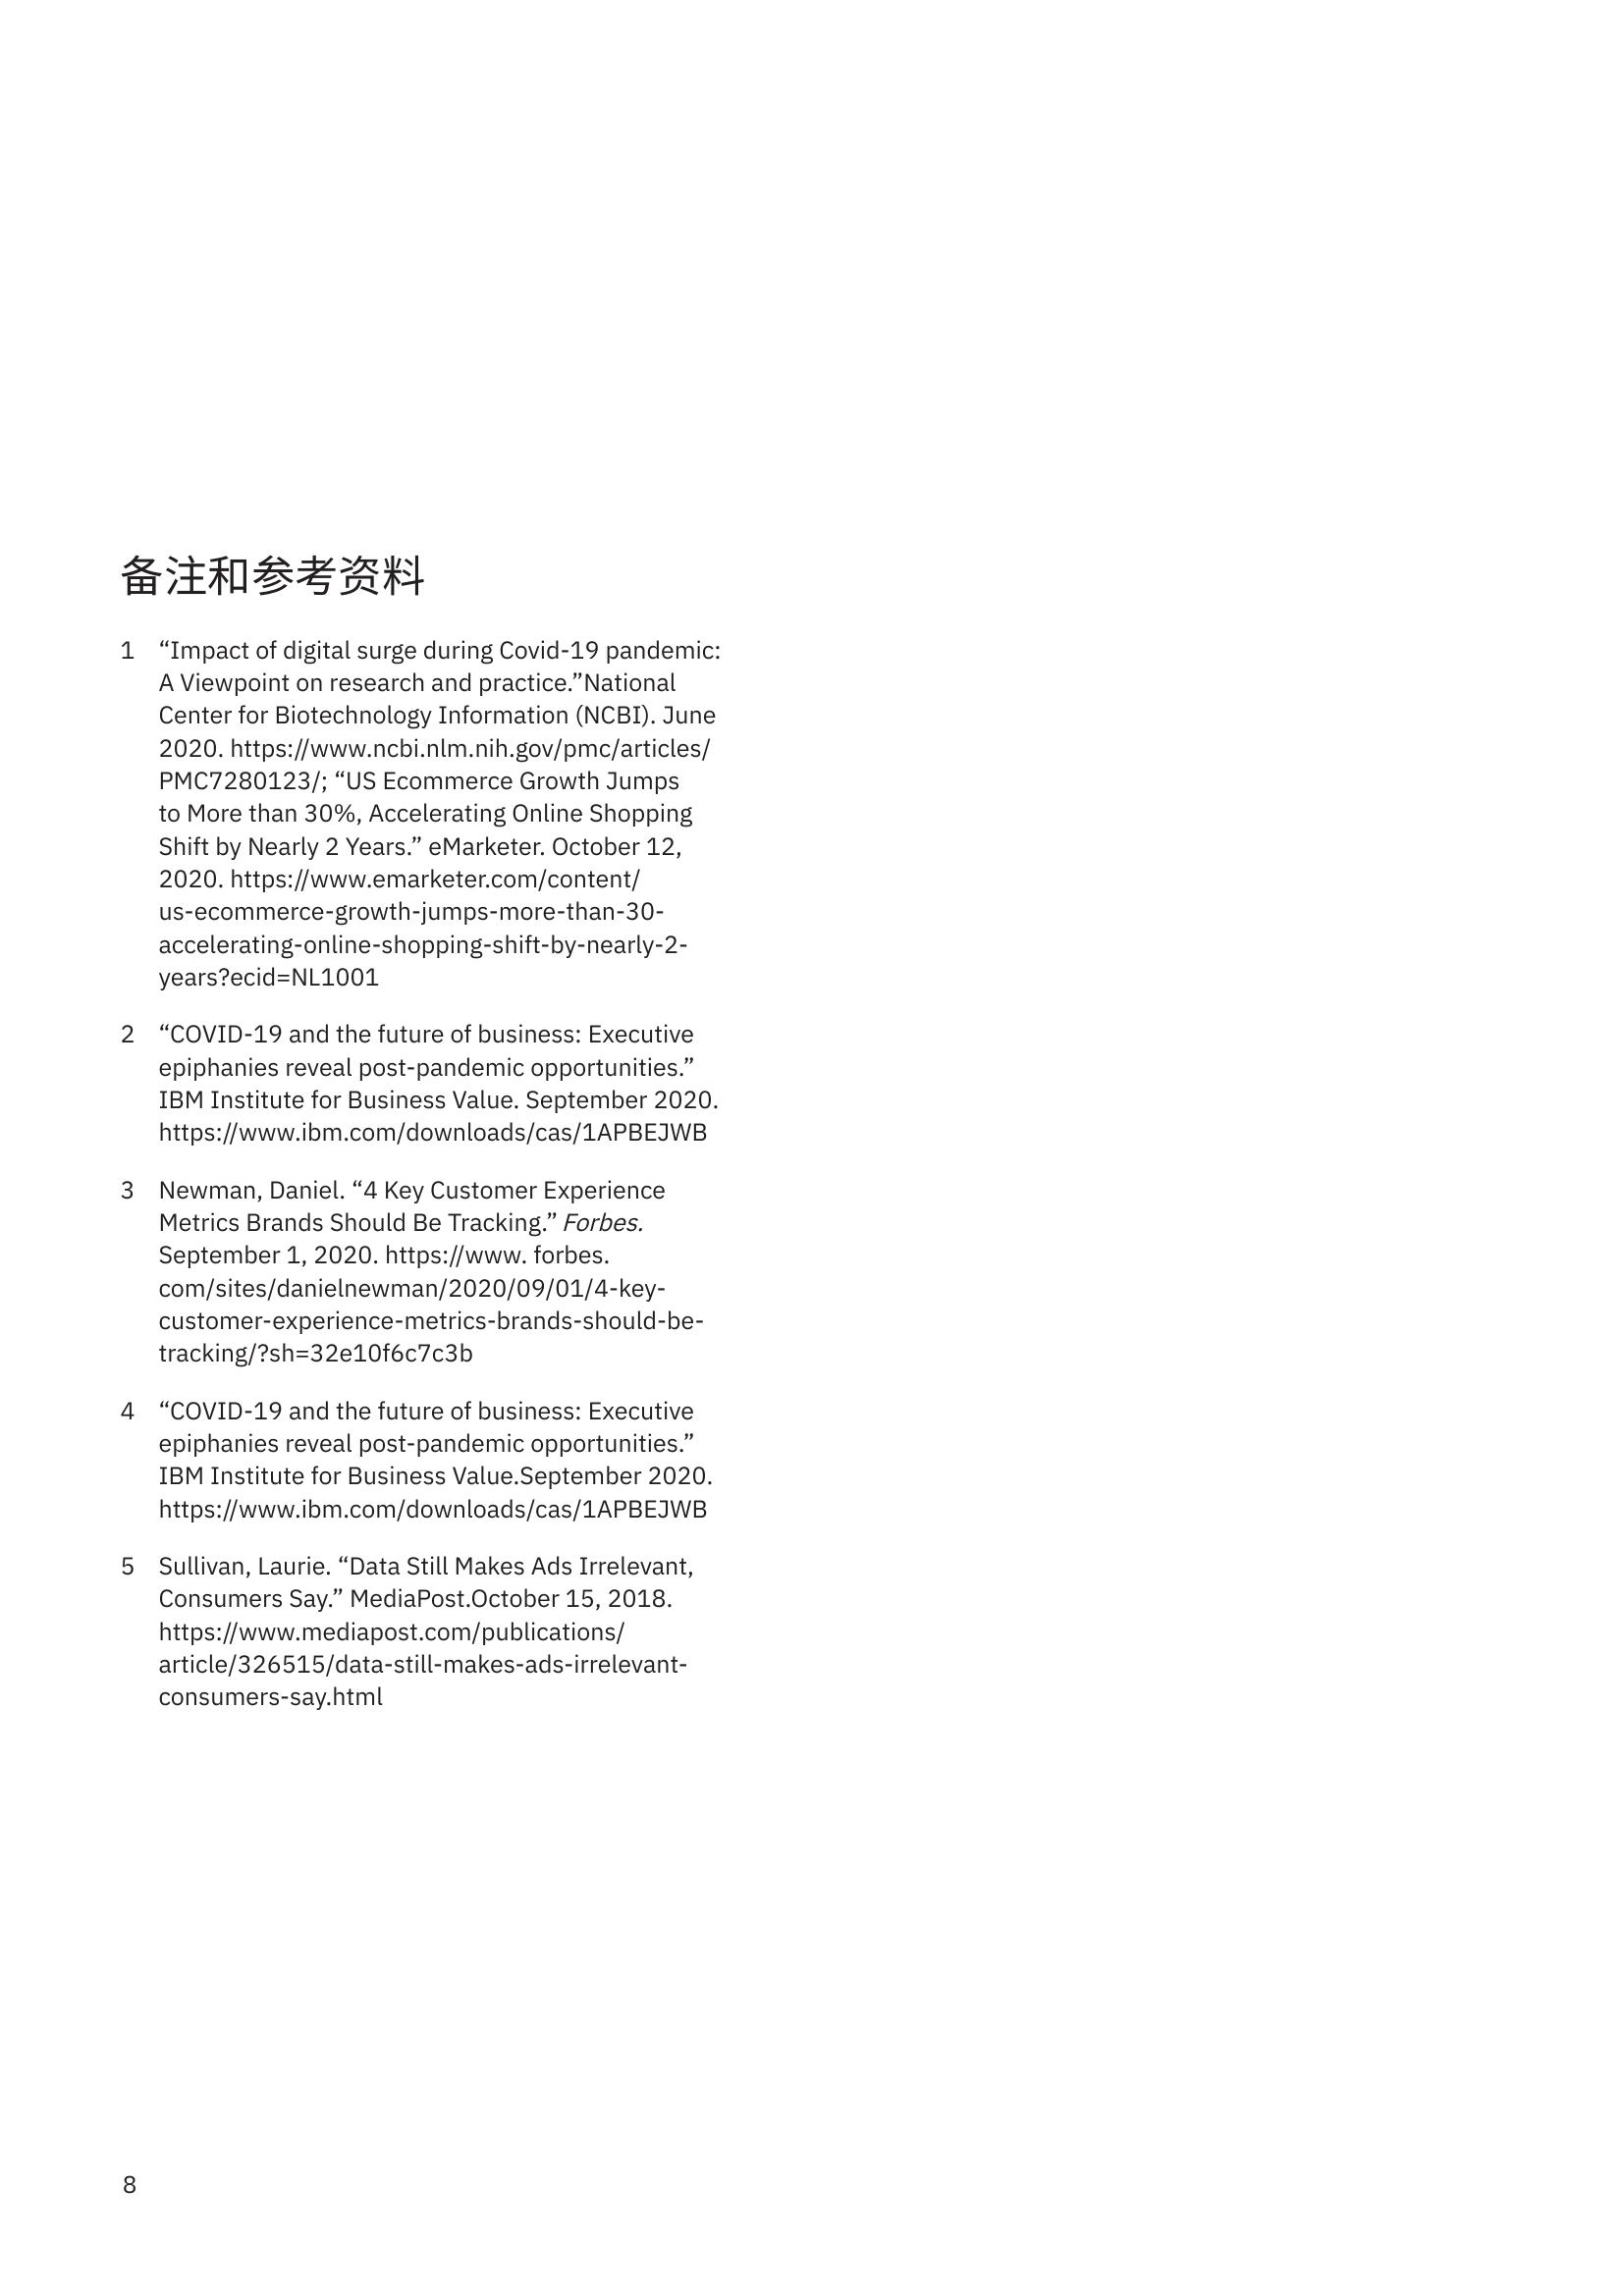 备注和参考资料
1 “Impact of digital surge during Covid-19 pandemic:
A Viewpoint on research and practice.”National
Center for Biotechnology Information (NCBI). June
2020. https://www.ncbi.nlm.nih.gov/pmc/articles/
PMC7280123/; “US Ecommerce Growth Jumps
to More than 30%, Accelerating Online Shopping
Shift by Nearly 2 Years.” eMarketer. October 12,
2020. https://www.emarketer.com/content/
us-ecommerce-growth-jumps-more-than-30-
accelerating-online-shopping-shift-by-nearly-2-
years?ecid=NL1001
2 “COVID-19 and the future of business: Executive
epiphanies reveal post-pandemic opportunities.”
IBM Institute for Business Value. September 2020.
https://www.ibm.com/downloads/cas/1APBEJWB
3 Newman, Daniel. “4 Key Customer Experience
Metrics Brands Should Be Tracking.” Forbes.
September 1, 2020. https://www. forbes.
com/sites/danielnewman/2020/09/01/4-key-
customer-experience-metrics-brands-should-be-
tracking/?sh=32e10f6c7c3b
4 “COVID-19 and the future of business: Executive
epiphanies reveal post-pandemic opportunities.”
IBM Institute for Business Value.September 2020.
https://www.ibm.com/downloads/cas/1APBEJWB
5 Sullivan, Laurie. “Data Still Makes Ads Irrelevant,
Consumers Say.” MediaPost.October 15, 2018.
https://www.mediapost.com/publications/
article/326515/data-still-makes-ads-irrelevant-
consumers-say.html
8